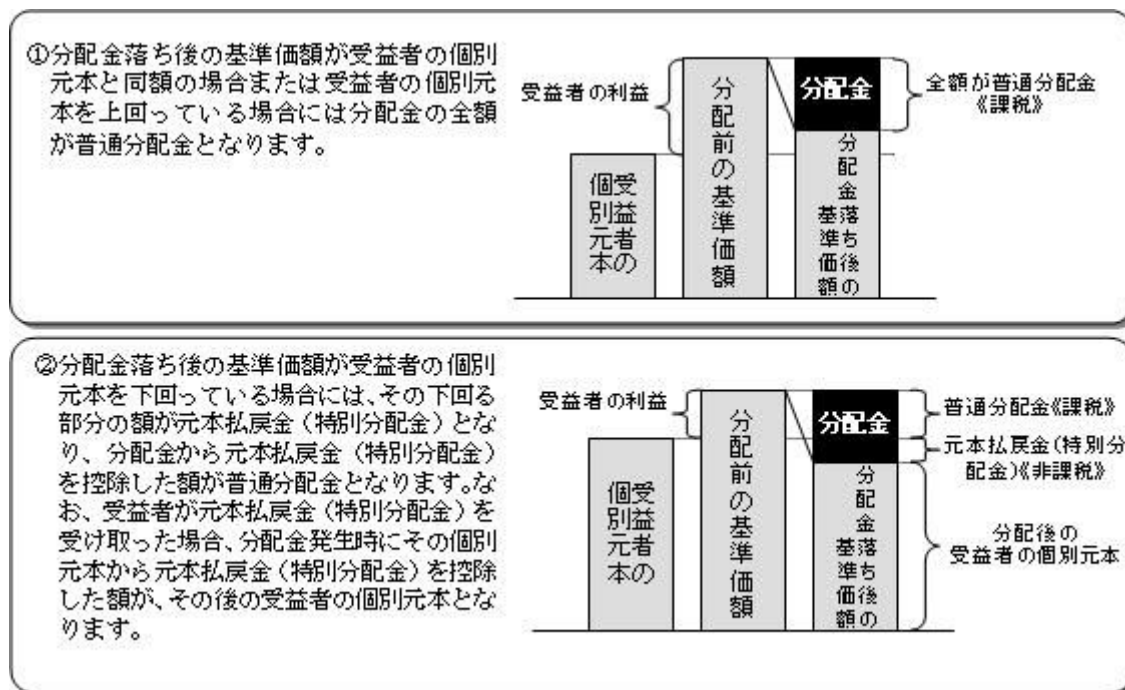 ①分配金落ち後の基準価額が受益者の個別
元本と同額の場合または受益者の個別元
本を上回っている場合には分配金の全額
が普通分配金となります。
受益者の利益
受益者の
個別元本
分配前の基準価額
分配金
分配金落ち後の
基準価額
全額が普通分配金
《課税》
②分配金落ち後の基準価額が受益者の個別
元本を下回っている場合には、その下回る
部分の額が元本払戻金(特別分配金)とな
り、分配金から元本払戻金(特別分配金)
を控除した額が普通分配金となります。な
お、受益者が元本払戻金(特別分配金)を
受け取った場合、分配金発生時にその個別
元本から元本払戻金(特別分配金)を控除
した額が、その後の受益者の個別元本とな
ります。
受益者の利益
受益者の
個別元本
分配前の基準価額
分配金
分配金落ち後の
基準価額
普通分配金《課税》
元本払戻金(特別分
配金)《非課税》
分配後の
受益者の個別元本